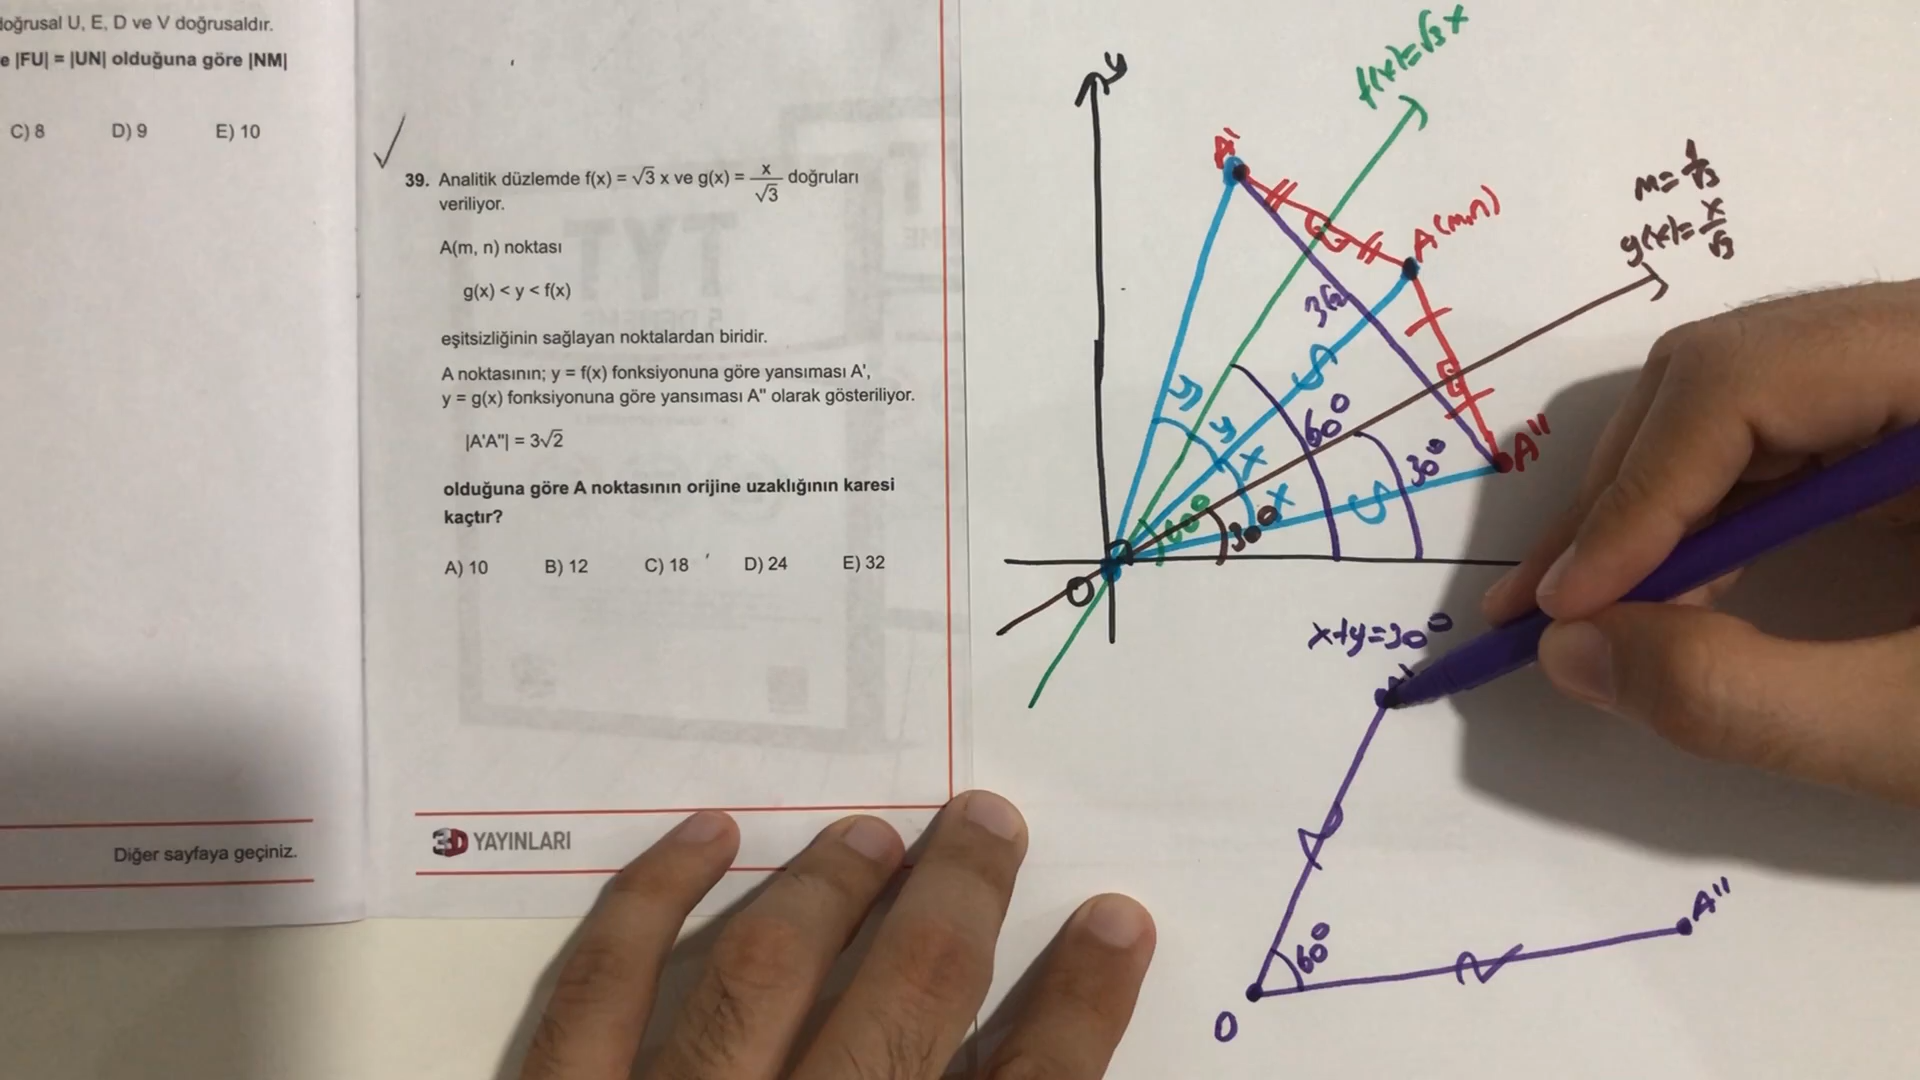 doğrusal U, E, D ve V doğrusaldır.
e |FU| = |UN| olduğuna göre |NM|
C) 8 D) 9 E) 10
Diğer sayfaya geçiniz.
39. Analitik düzlemde f(x) = √3 x ve g(x) = x/√3 doğruları
veriliyor.
A(m, n) noktası
g(x) < y < f(x)
eşitsizliğinin sağlayan noktalardan biridir.
A noktasının; y = f(x) fonksiyonuna göre yansıması A',
y = g(x) fonksiyonuna göre yansıması A" olarak gösteriliyor.
|A'A"| = 3√2
olduğuna göre A noktasının orijine uzaklığının karesi
kaçtır?
A) 10 B) 12 C) 18 D) 24 E) 32
3D YAYINLARI
y
f(x)=√3x
A'
A(m,n)
m=1/√3
g(x)=x/√3
3√2
y
y
x
x
60°
30°
60°
30°
A"
O
x+y=30°
A'
60°
A"
O